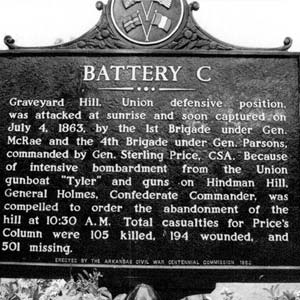 BATTERY C
Graveyard Hill, Union defensive position,
was attacked at sunrise and soon captured on
July 4, 1863, by the 1st Brigade under Gen.
McRae and the 4th Brigade under Gen. Parsons,
commanded by Gen. Sterling Price, CSA. Because
of intensive bombardment from the Union
gunboat "Tyler" and guns on Hindman Hill,
General Holmes, Confederate Commander, was
compelled to order the abandonment of the
hill at 10:30 A.M. Total casualties for Price's
Column were 105 killed, 194 wounded, and
501 missing.
ERECTED BY THE ARKANSAS CIVIL WAR CENTENNIAL COMMISSION 1962